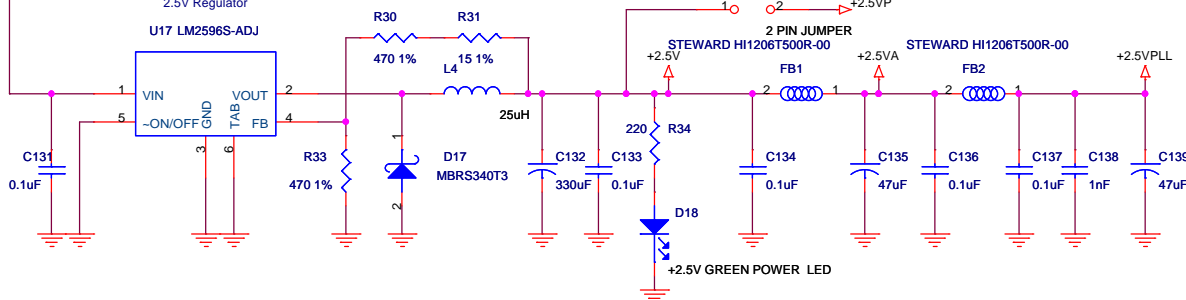 2.5V Regulator
1
2
+2.5VP
2 PIN JUMPER
U17 LM2596S-ADJ
R30
R31
470 1%
15 1%
STEWARD HI1206T500R-00
STEWARD HI1206T500R-00
+2.5V
+2.5VA
+2.5VPLL
L4
FB1
FB2
25uH
1
VIN
VOUT
2
2
1
2
1
5
~ON/OFF
GND
TAB
FB
4
3
6
220
R34
C131
0.1uF
R33
470 1%
1
D17
MBRS340T3
2
C132
330uF
C133
0.1uF
C134
0.1uF
C135
47uF
C136
0.1uF
C137
0.1uF
C138
1nF
C139
47uF
D18
+2.5V GREEN POWER LED